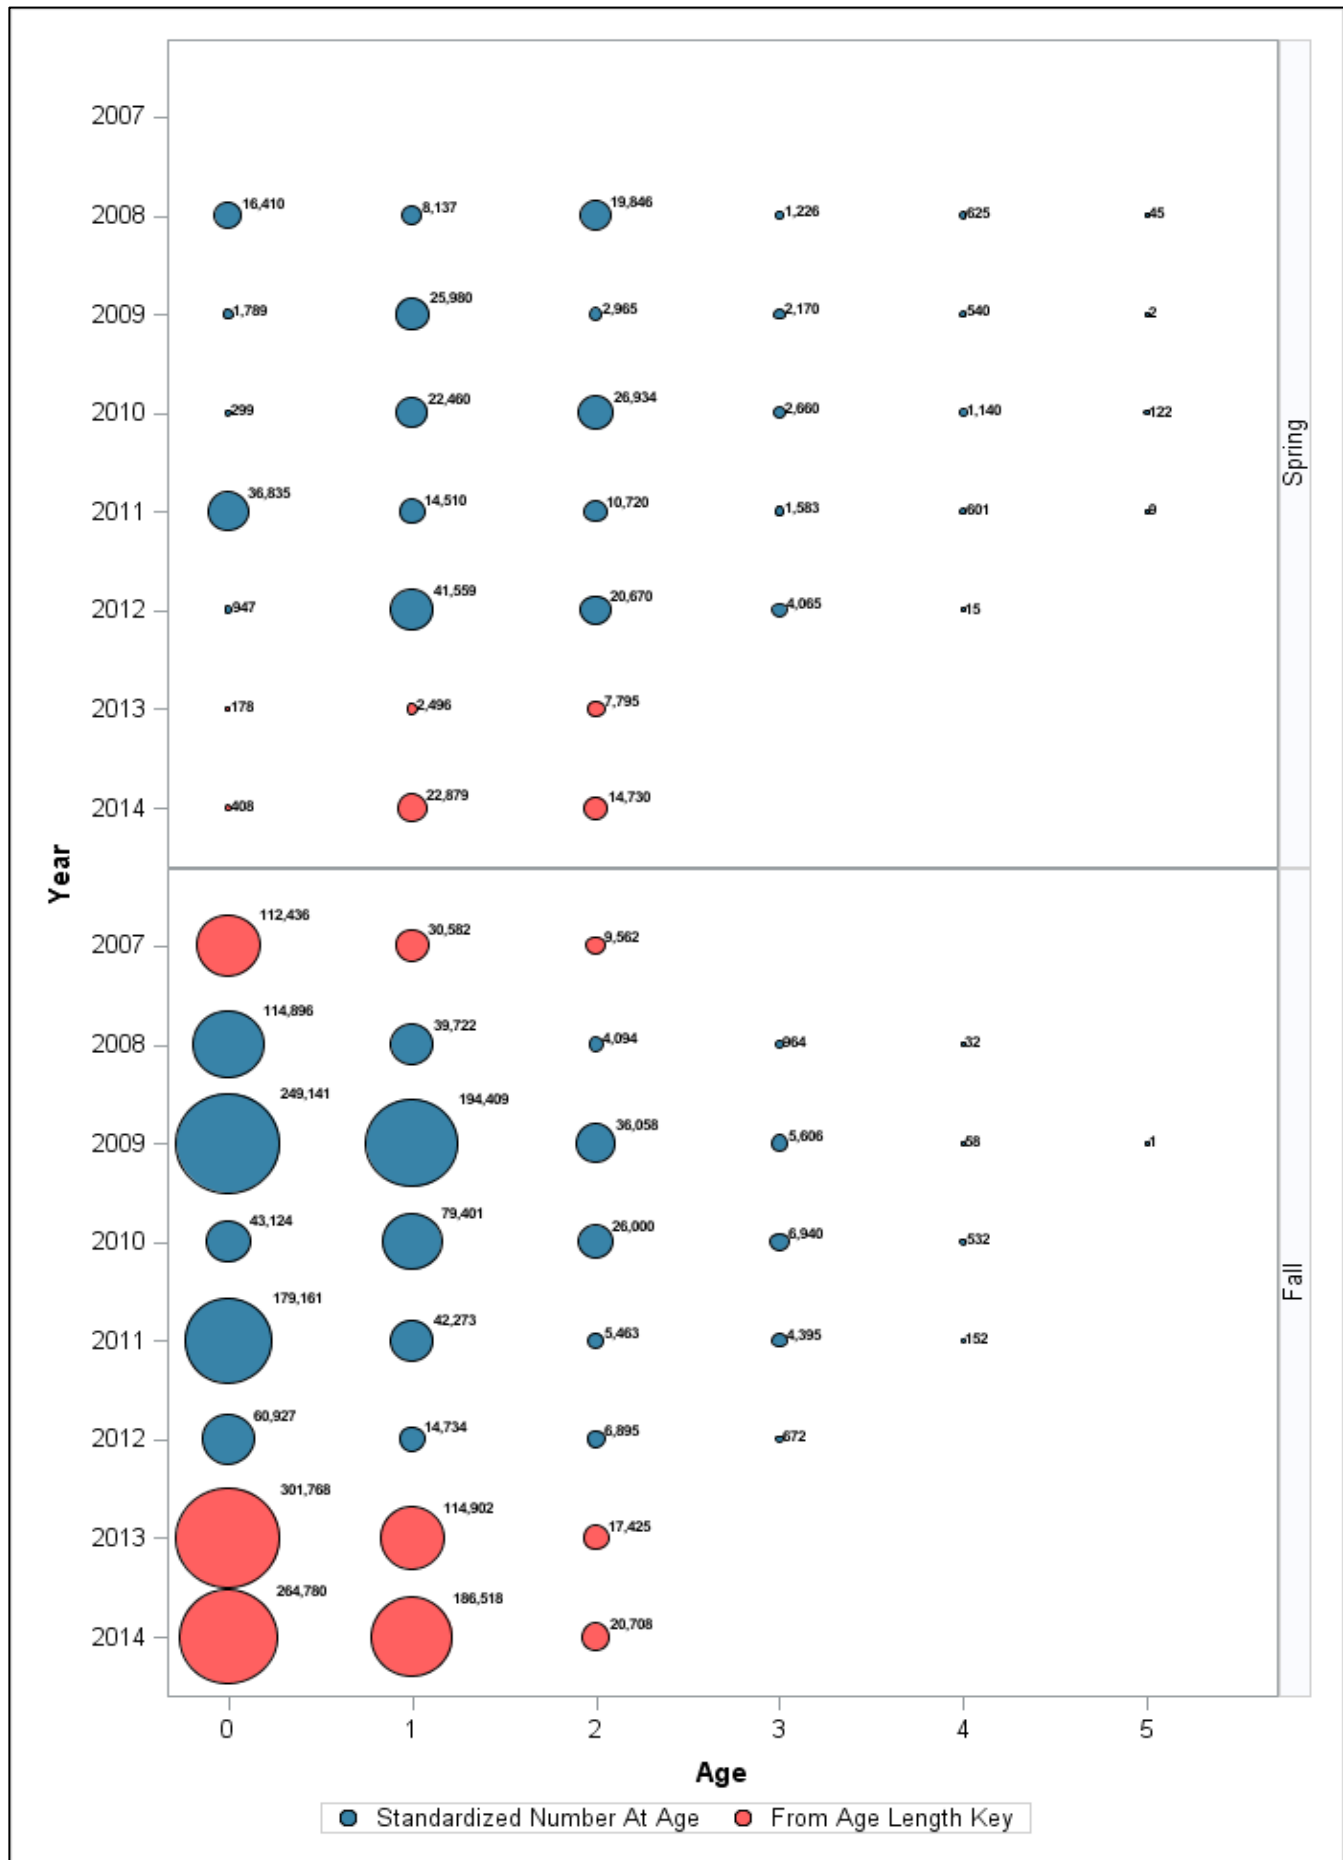 2007
2008 16,410 8,137 19,846 1,226 625 45
2009 1,789 25,980 2,965 2,170 540 2
2010 299 22,460 26,934 2,660 1,140 122
2011 36,835 14,510 10,720 1,583 601 9
2012 947 41,559 20,670 4,065 15
2013 178 2,496 7,795
2014 408 22,879 14,730
Spring
Year
2007 112,436 30,582 9,562
2008 114,896 39,722 4,094 964 32
2009 249,141 194,409 36,058 5,606 58 1
2010 43,124 79,401 26,000 6,940 532
2011 179,161 42,273 5,463 4,395 152
2012 60,927 14,734 6,895 672
2013 301,768 114,902 17,425
2014 264,780 186,518 20,708
Fall
0 1 2 3 4 5
Age
Standardized Number At Age From Age Length Key